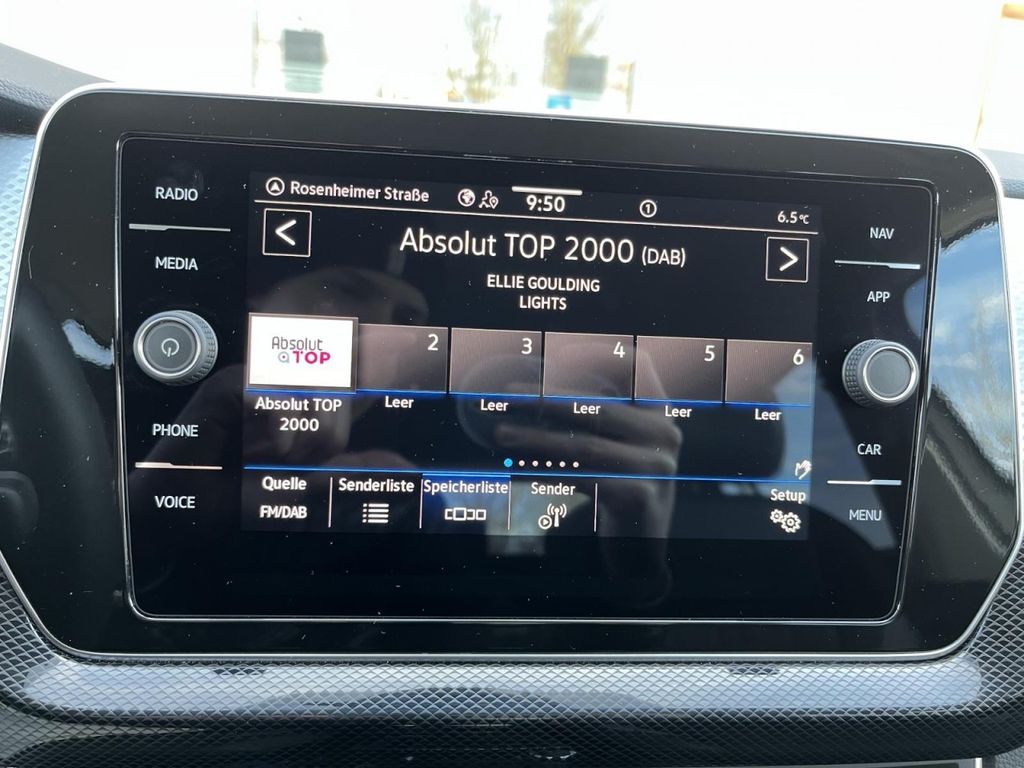 RADIO
MEDIA
PHONE
VOICE
Rosenheimer Straße
9:50
1
6.5°C
<
Absolut TOP 2000 (DAB)
>
ELLIE GOULDING
LIGHTS
Absolut
TOP
2
3
4
5
6
Absolut TOP
2000
Leer
Leer
Leer
Leer
Leer
Quelle
FM/DAB
Senderliste
Speicherliste
Sender
Setup
NAV
APP
CAR
MENU